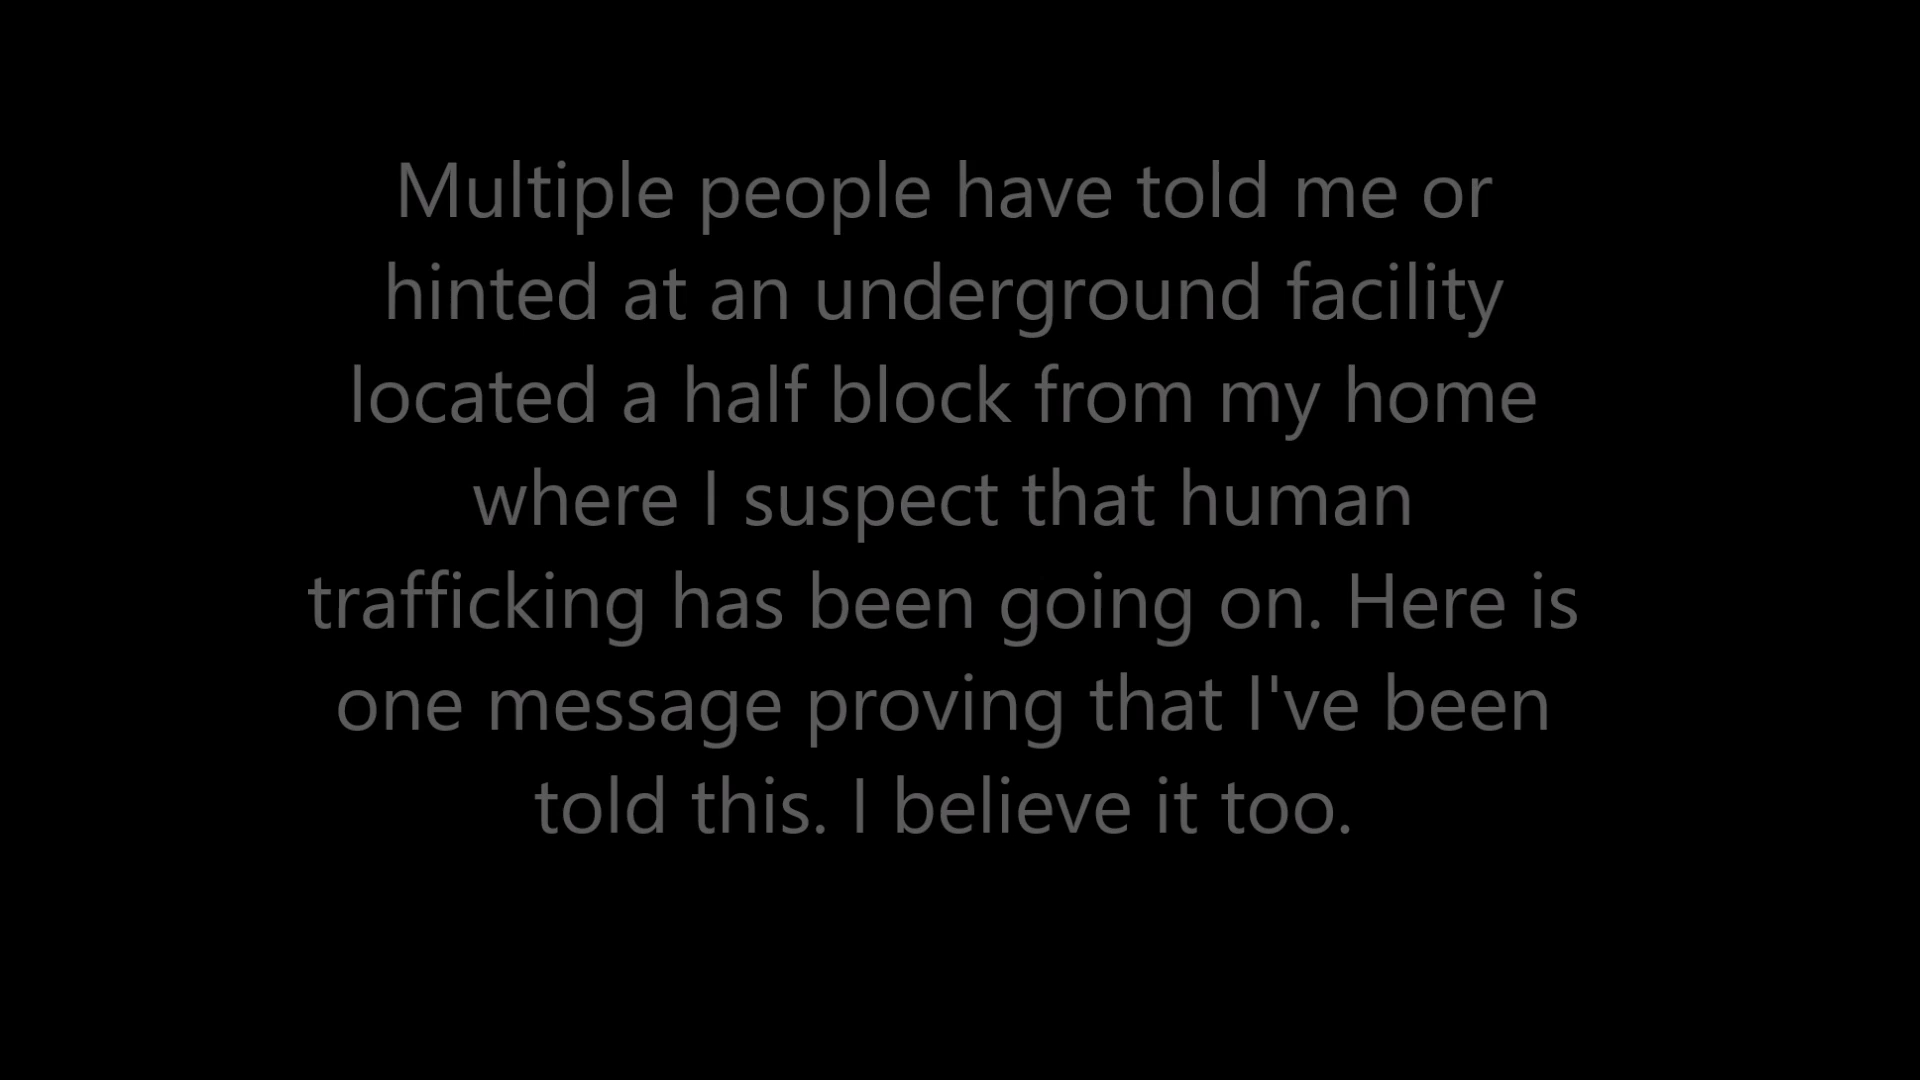 Multiple people have told me or
hinted at an underground facility
located a half block from my home
where I suspect that human
trafficking has been going on. Here is
one message proving that I've been
told this. I believe it too.